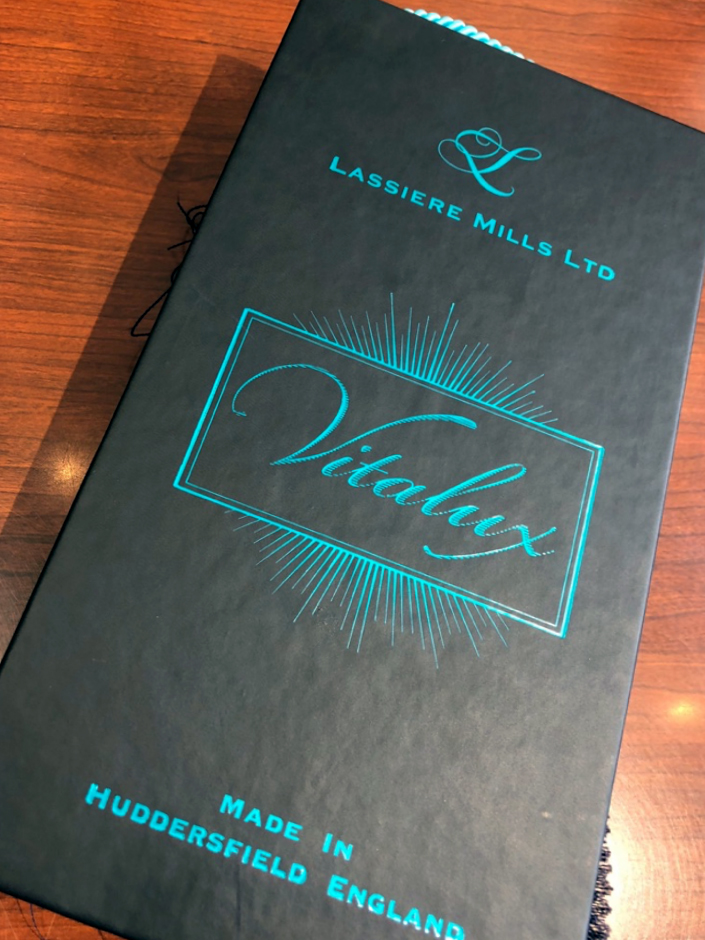 L
LASSIERE MILLS LTD
Vitalux
MADE IN
HUDDERSFIELD ENGLAND